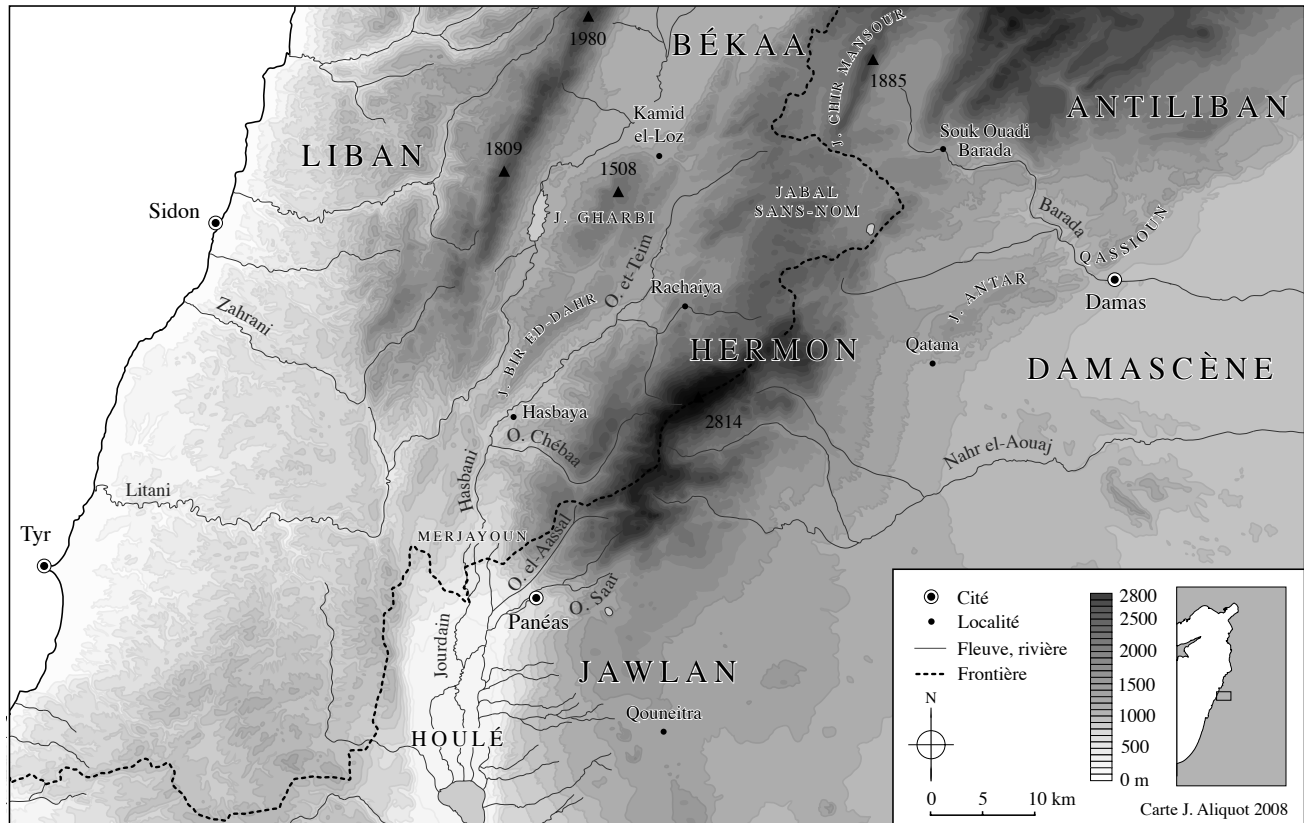 1980
BÉKAA
J. CHIR MANSOUR
1885
ANTILIBAN
Kamid
el-Loz
Souk Ouadi
Barada
LIBAN
1809
1508
JABAL
SANS-NOM
Sidon
J. GHARBI
Barada
QASSIOUN
O. et-Teim
Rachaiya
J. ANTAR
Damas
Zahrani
J. BIR ED-DAHR
HERMON
Qatana
DAMASCÈNE
Hasbaya
2814
O. Chébaa
Nahr el-Aouaj
Hasbani
Litani
Tyr
MERJAYOUN
O. el-Aassal
O. Saar
Panéas
Jourdain
JAWLAN
Qouneitra
HOULÉ
Cité
Localité
Fleuve, rivière
Frontière
N
0 5 10 km
2800
2500
2000
1500
1000
500
0 m
Carte J. Aliquot 2008